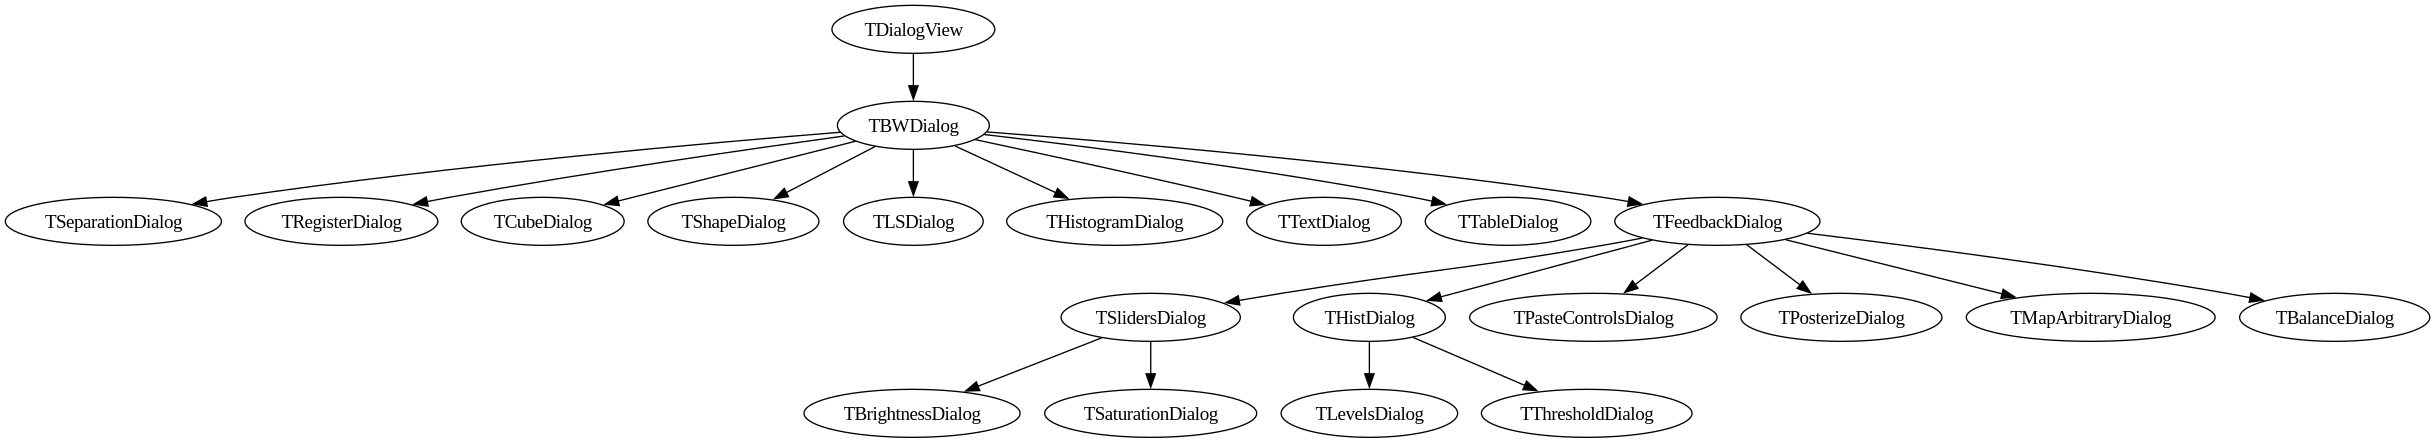 TDialogView
TBWDialog
TSeparationDialog
TRegisterDialog
TCubeDialog
TShapeDialog
TLSDialog
THistogramDialog
TTextDialog
TTableDialog
TFeedbackDialog
TSlidersDialog
THistDialog
TPasteControlsDialog
TPosterizeDialog
TMapArbitraryDialog
TBalanceDialog
TBrightnessDialog
TSaturationDialog
TLevelsDialog
TThresholdDialog